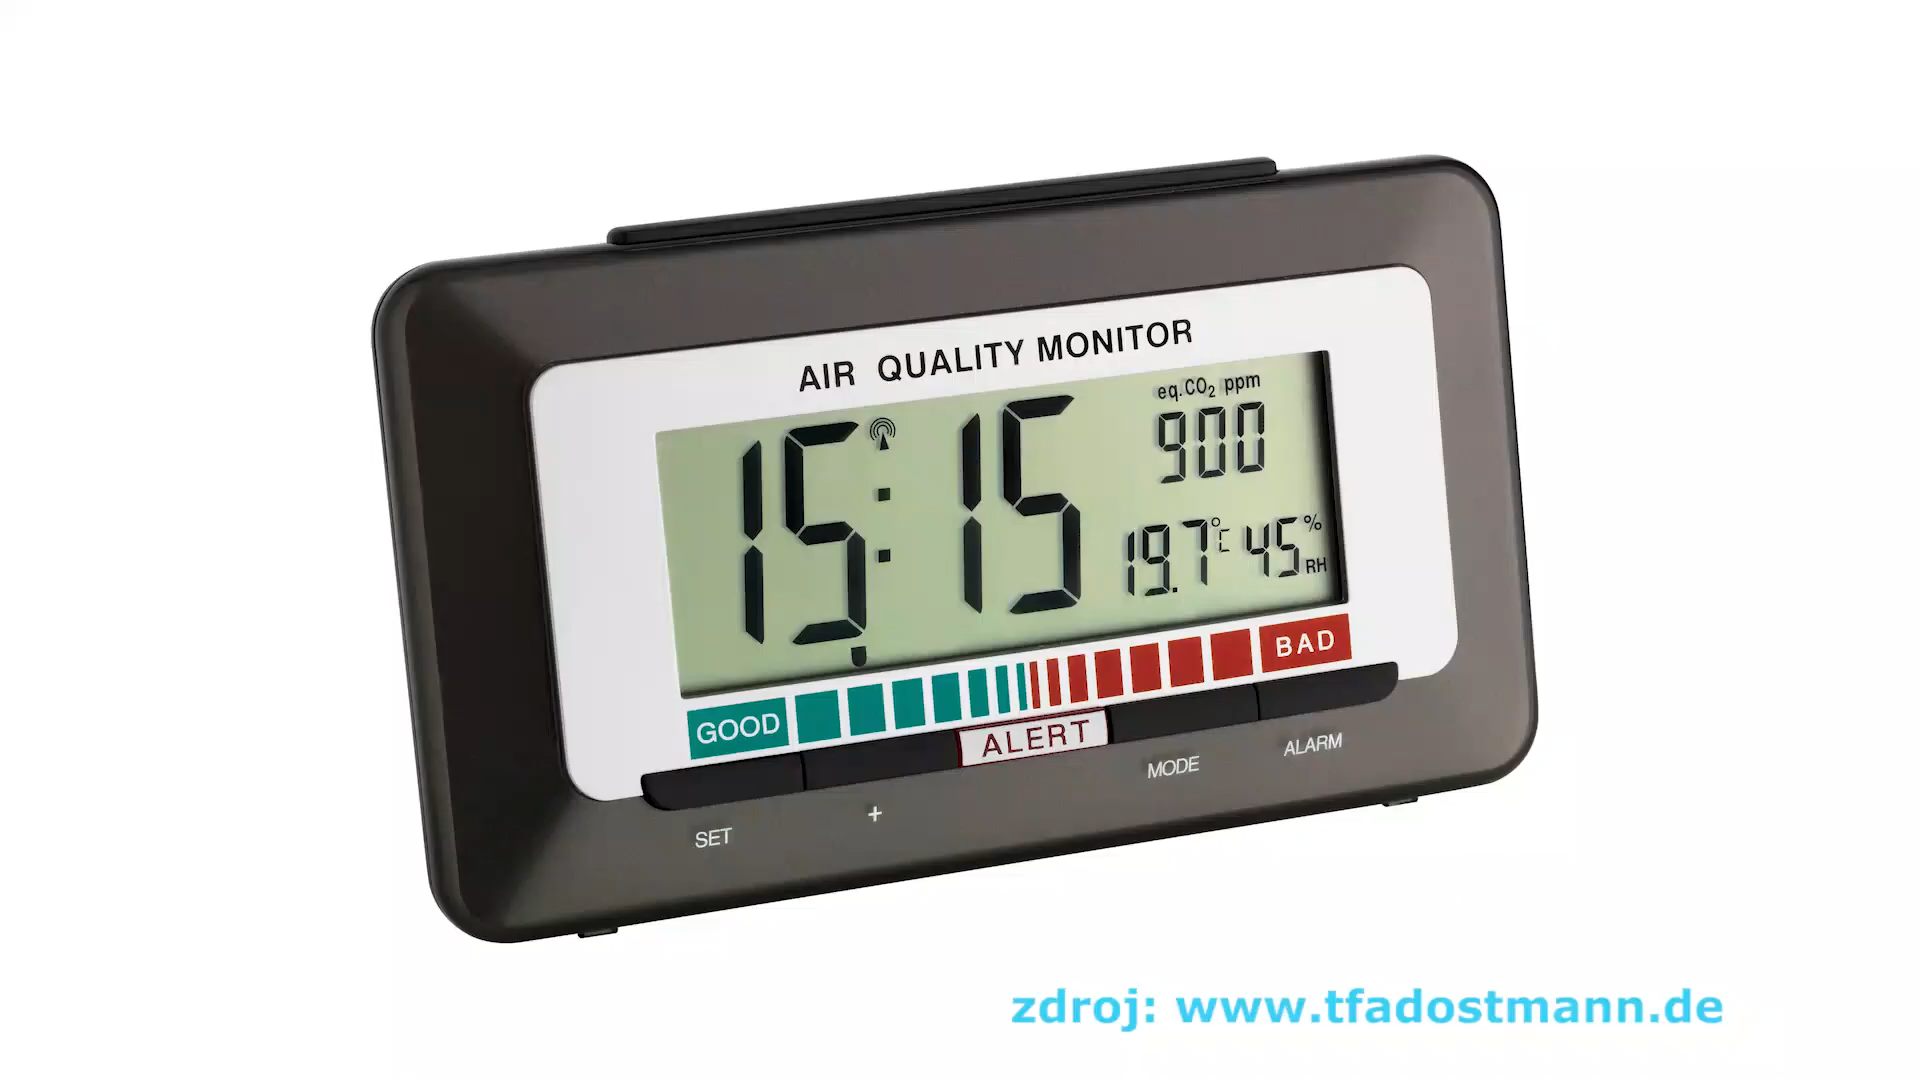 AIR QUALITY MONITOR
15:15
eq.CO2 ppm
900
19.7°C 45% RH
GOOD
BAD
ALERT
SET
+
MODE
ALARM
zdroj: www.tfadostmann.de